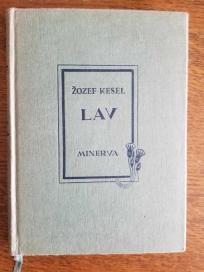 ŽOZEF KESEL
LAV
MINERVA